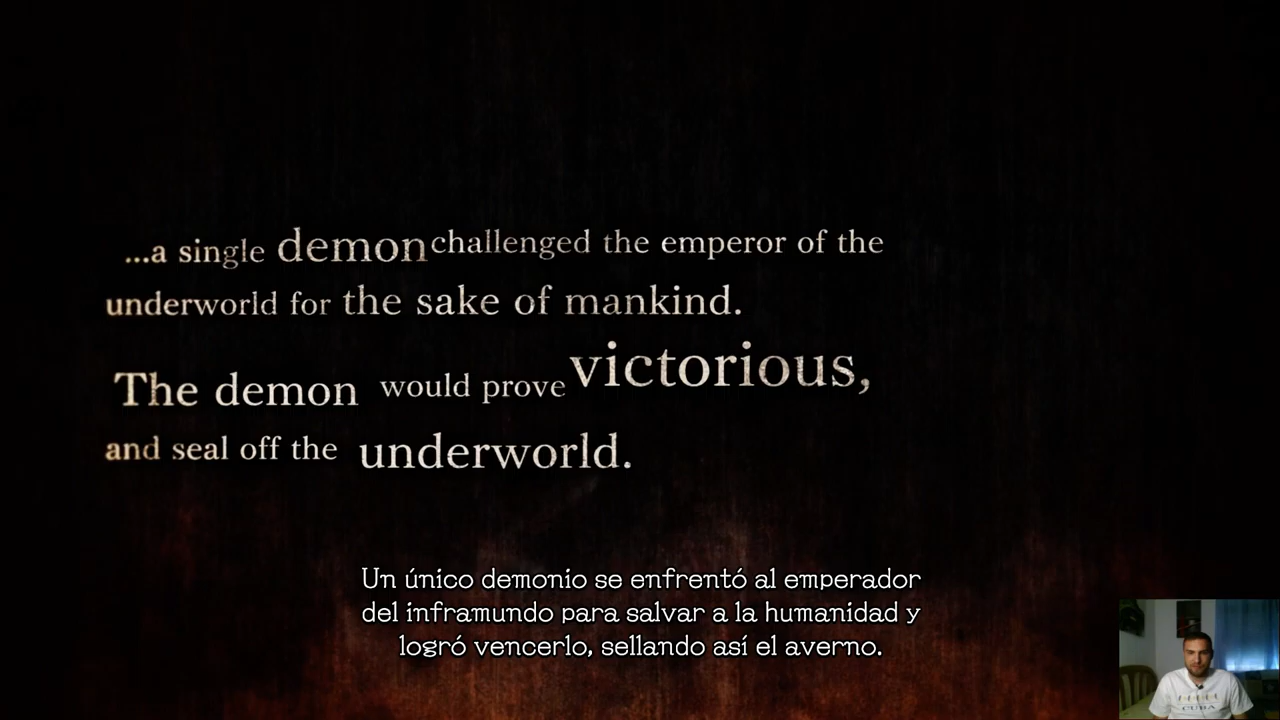 ...a single demon challenged the emperor of the
underworld for the sake of mankind.
The demon would prove victorious,
and seal off the underworld.
Un único demonio se enfrentó al emperador
del inframundo para salvar a la humanidad y
logró vencerlo, sellando así el averno.
CUBA